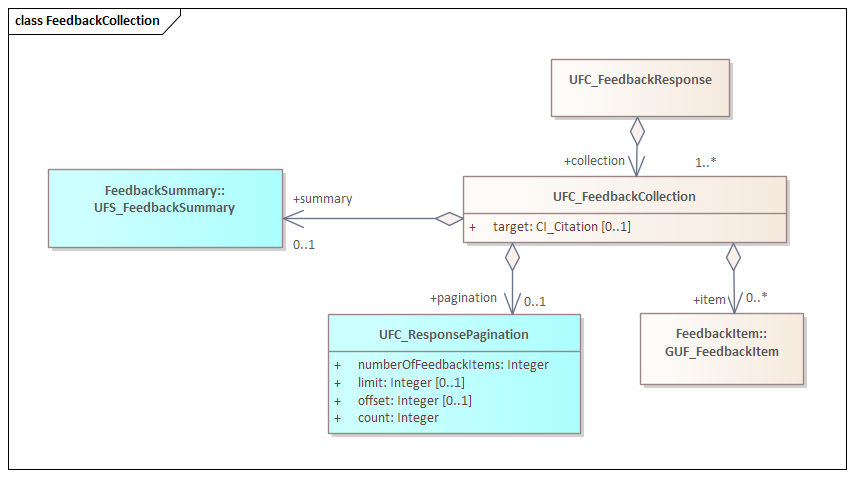 class FeedbackCollection
UFC_FeedbackResponse
+collection
1..*
FeedbackSummary::
UFS_FeedbackSummary
+summary
0..1
UFC_FeedbackCollection
+ target: CI_Citation [0..1]
+pagination
0..1
+item
0..*
UFC_ResponsePagination
+ numberOfFeedbackItems: Integer
+ limit: Integer [0..1]
+ offset: Integer [0..1]
+ count: Integer
FeedbackItem::
GUF_FeedbackItem